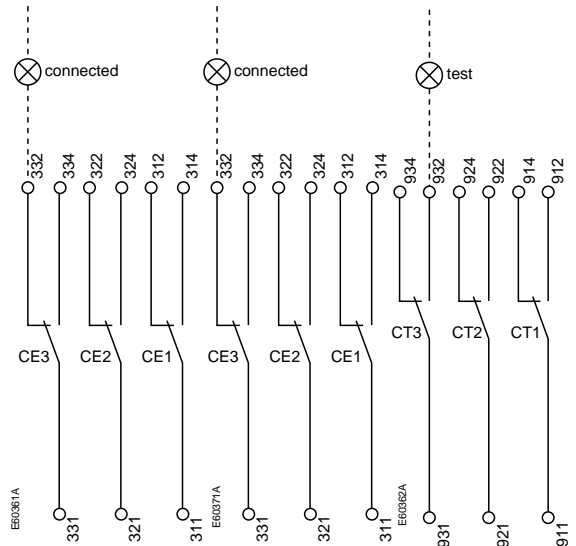 connected
connected
test
332
334
322
324
312
314
332
334
322
324
312
314
934
932
924
922
914
912
CE3
CE2
CE1
CE3
CE2
CE1
CT3
CT2
CT1
E60361A
331
321
311
E60371A
331
321
311
E60362A
931
921
911